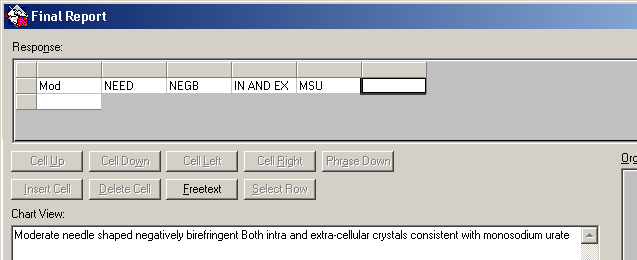 Final Report
Response:
Mod NEED NEGB IN AND EX MSU
Cell Up Cell Down Cell Left Cell Right Phrase Down
Org
Insert Cell Delete Cell Freetext Select Row
Chart View:
Moderate needle shaped negatively birefringent Both intra and extra-cellular crystals consistent with monosodium urate